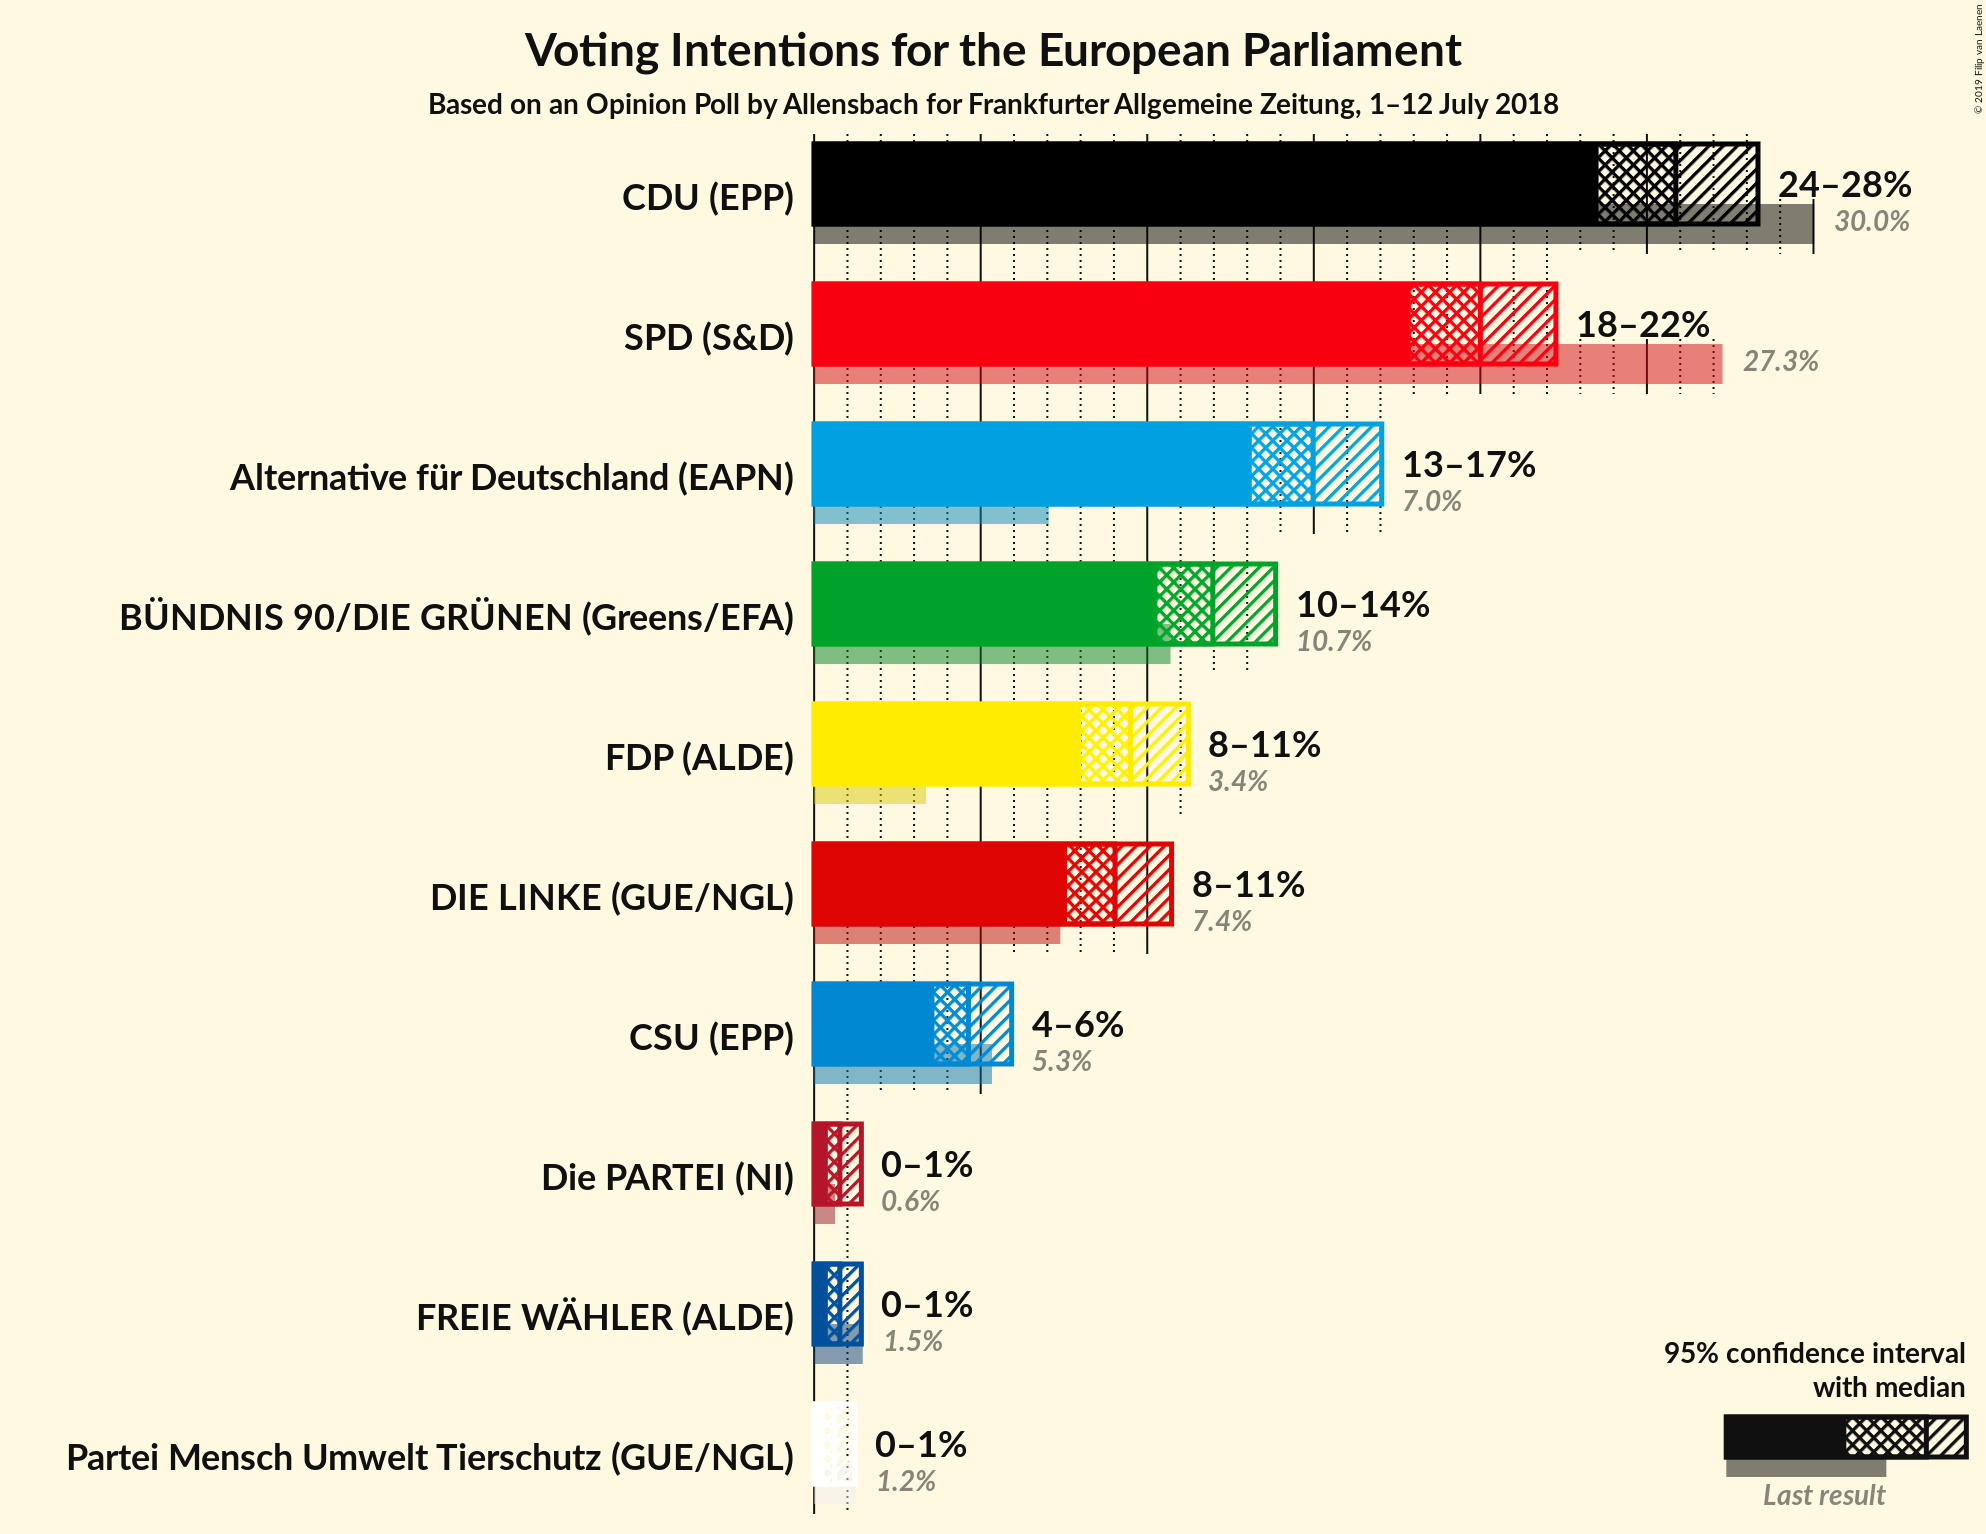 Voting Intentions for the European Parliament
Based on an Opinion Poll by Allensbach for Frankfurter Allgemeine Zeitung, 1–12 July 2018
© 2019 Filip van Laenen
CDU (EPP)
24–28%
30.0%
SPD (S&D)
18–22%
27.3%
Alternative für Deutschland (EAPN)
13–17%
7.0%
BÜNDNIS 90/DIE GRÜNEN (Greens/EFA)
10–14%
10.7%
FDP (ALDE)
8–11%
3.4%
DIE LINKE (GUE/NGL)
8–11%
7.4%
CSU (EPP)
4–6%
5.3%
Die PARTEI (NI)
0–1%
0.6%
FREIE WÄHLER (ALDE)
0–1%
1.5%
Partei Mensch Umwelt Tierschutz (GUE/NGL)
0–1%
1.2%
95% confidence interval
with median
Last result